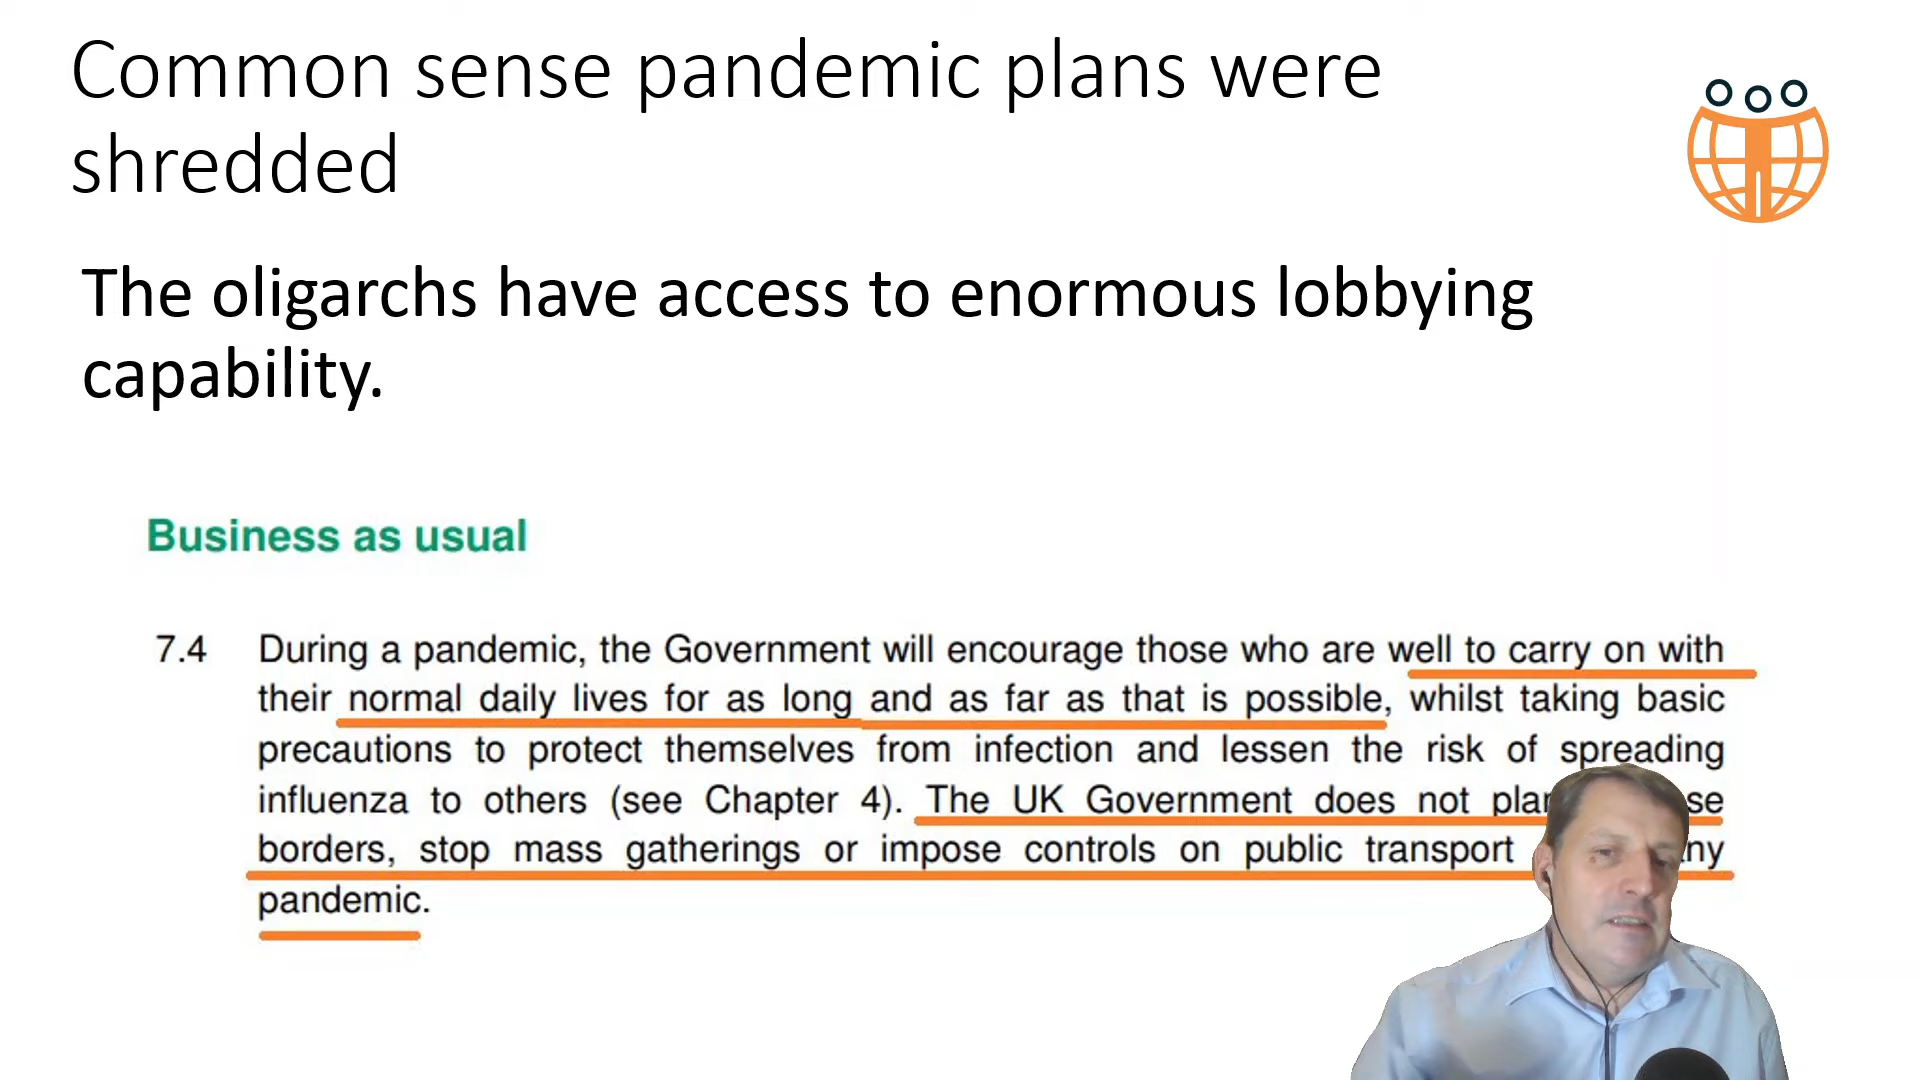 Common sense pandemic plans were
shredded
The oligarchs have access to enormous lobbying
capability.
Business as usual
7.4 During a pandemic, the Government will encourage those who are well to carry on with
their normal daily lives for as long and as far as that is possible, whilst taking basic
precautions to protect themselves from infection and lessen the risk of spreading
influenza to others (see Chapter 4). The UK Government does not
borders, stop mass gatherings or impose controls on public transport
pandemic.